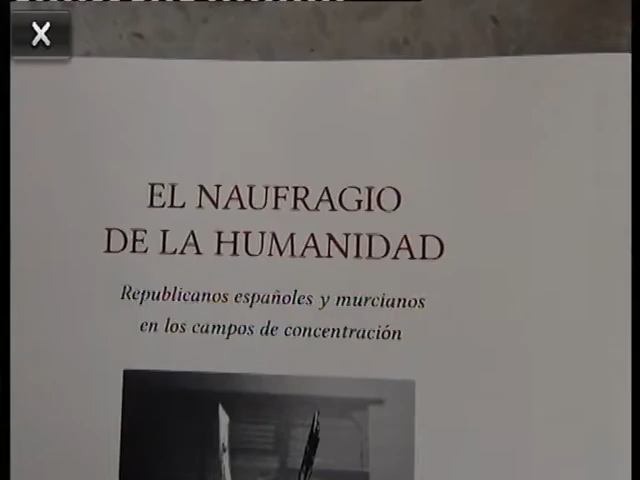 X
EL NAUFRAGIO
DE LA HUMANIDAD
Republicanos españoles y murcianos
en los campos de concentración